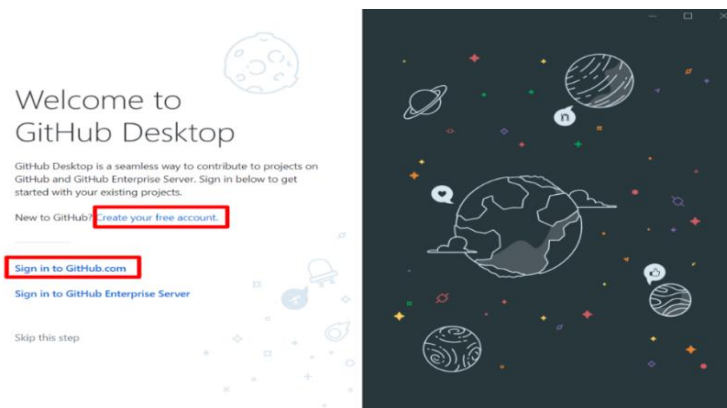 Welcome to
GitHub Desktop
GitHub Desktop is a seamless way to contribute to projects on
GitHub and GitHub Enterprise Server. Sign in below to get
started with your existing projects.
New to GitHub? Create your free account.
Sign in to GitHub.com
Sign in to GitHub Enterprise Server
Skip this step